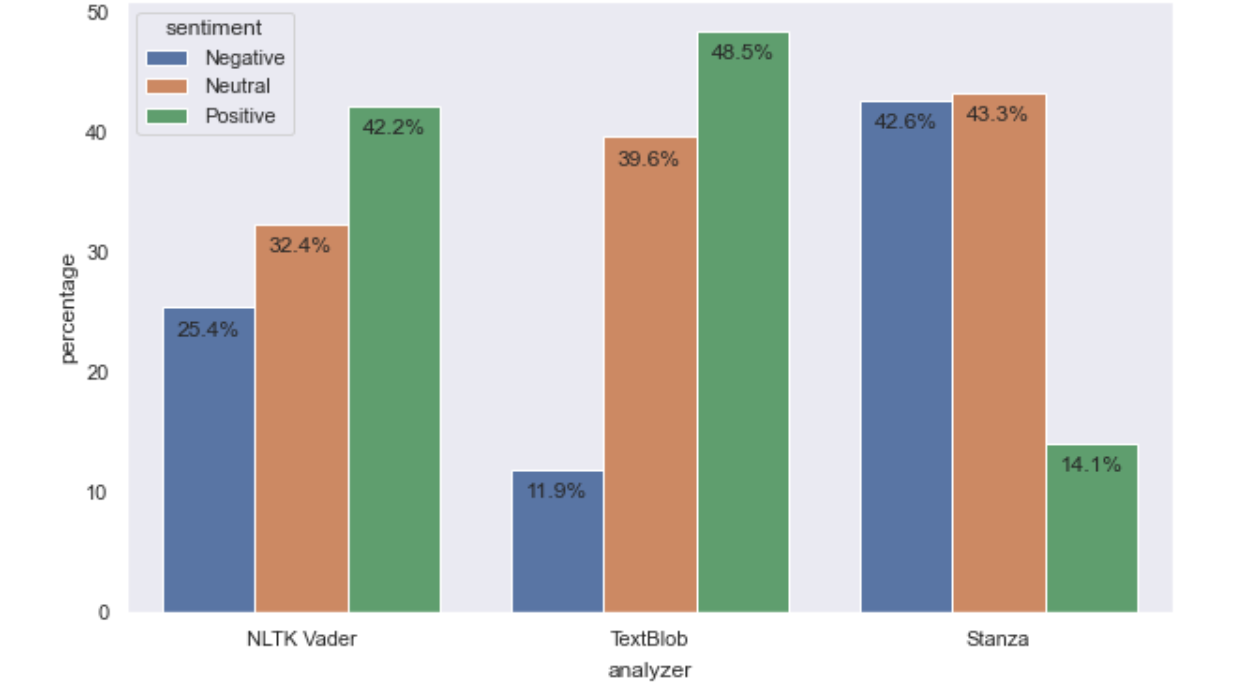 50
sentiment
Negative
Neutral
Positive
48.5%
42.6%
43.3%
42.2%
40
39.6%
32.4%
30
percentage
25.4%
20
14.1%
11.9%
10
0
NLTK Vader
TextBlob
Stanza
analyzer